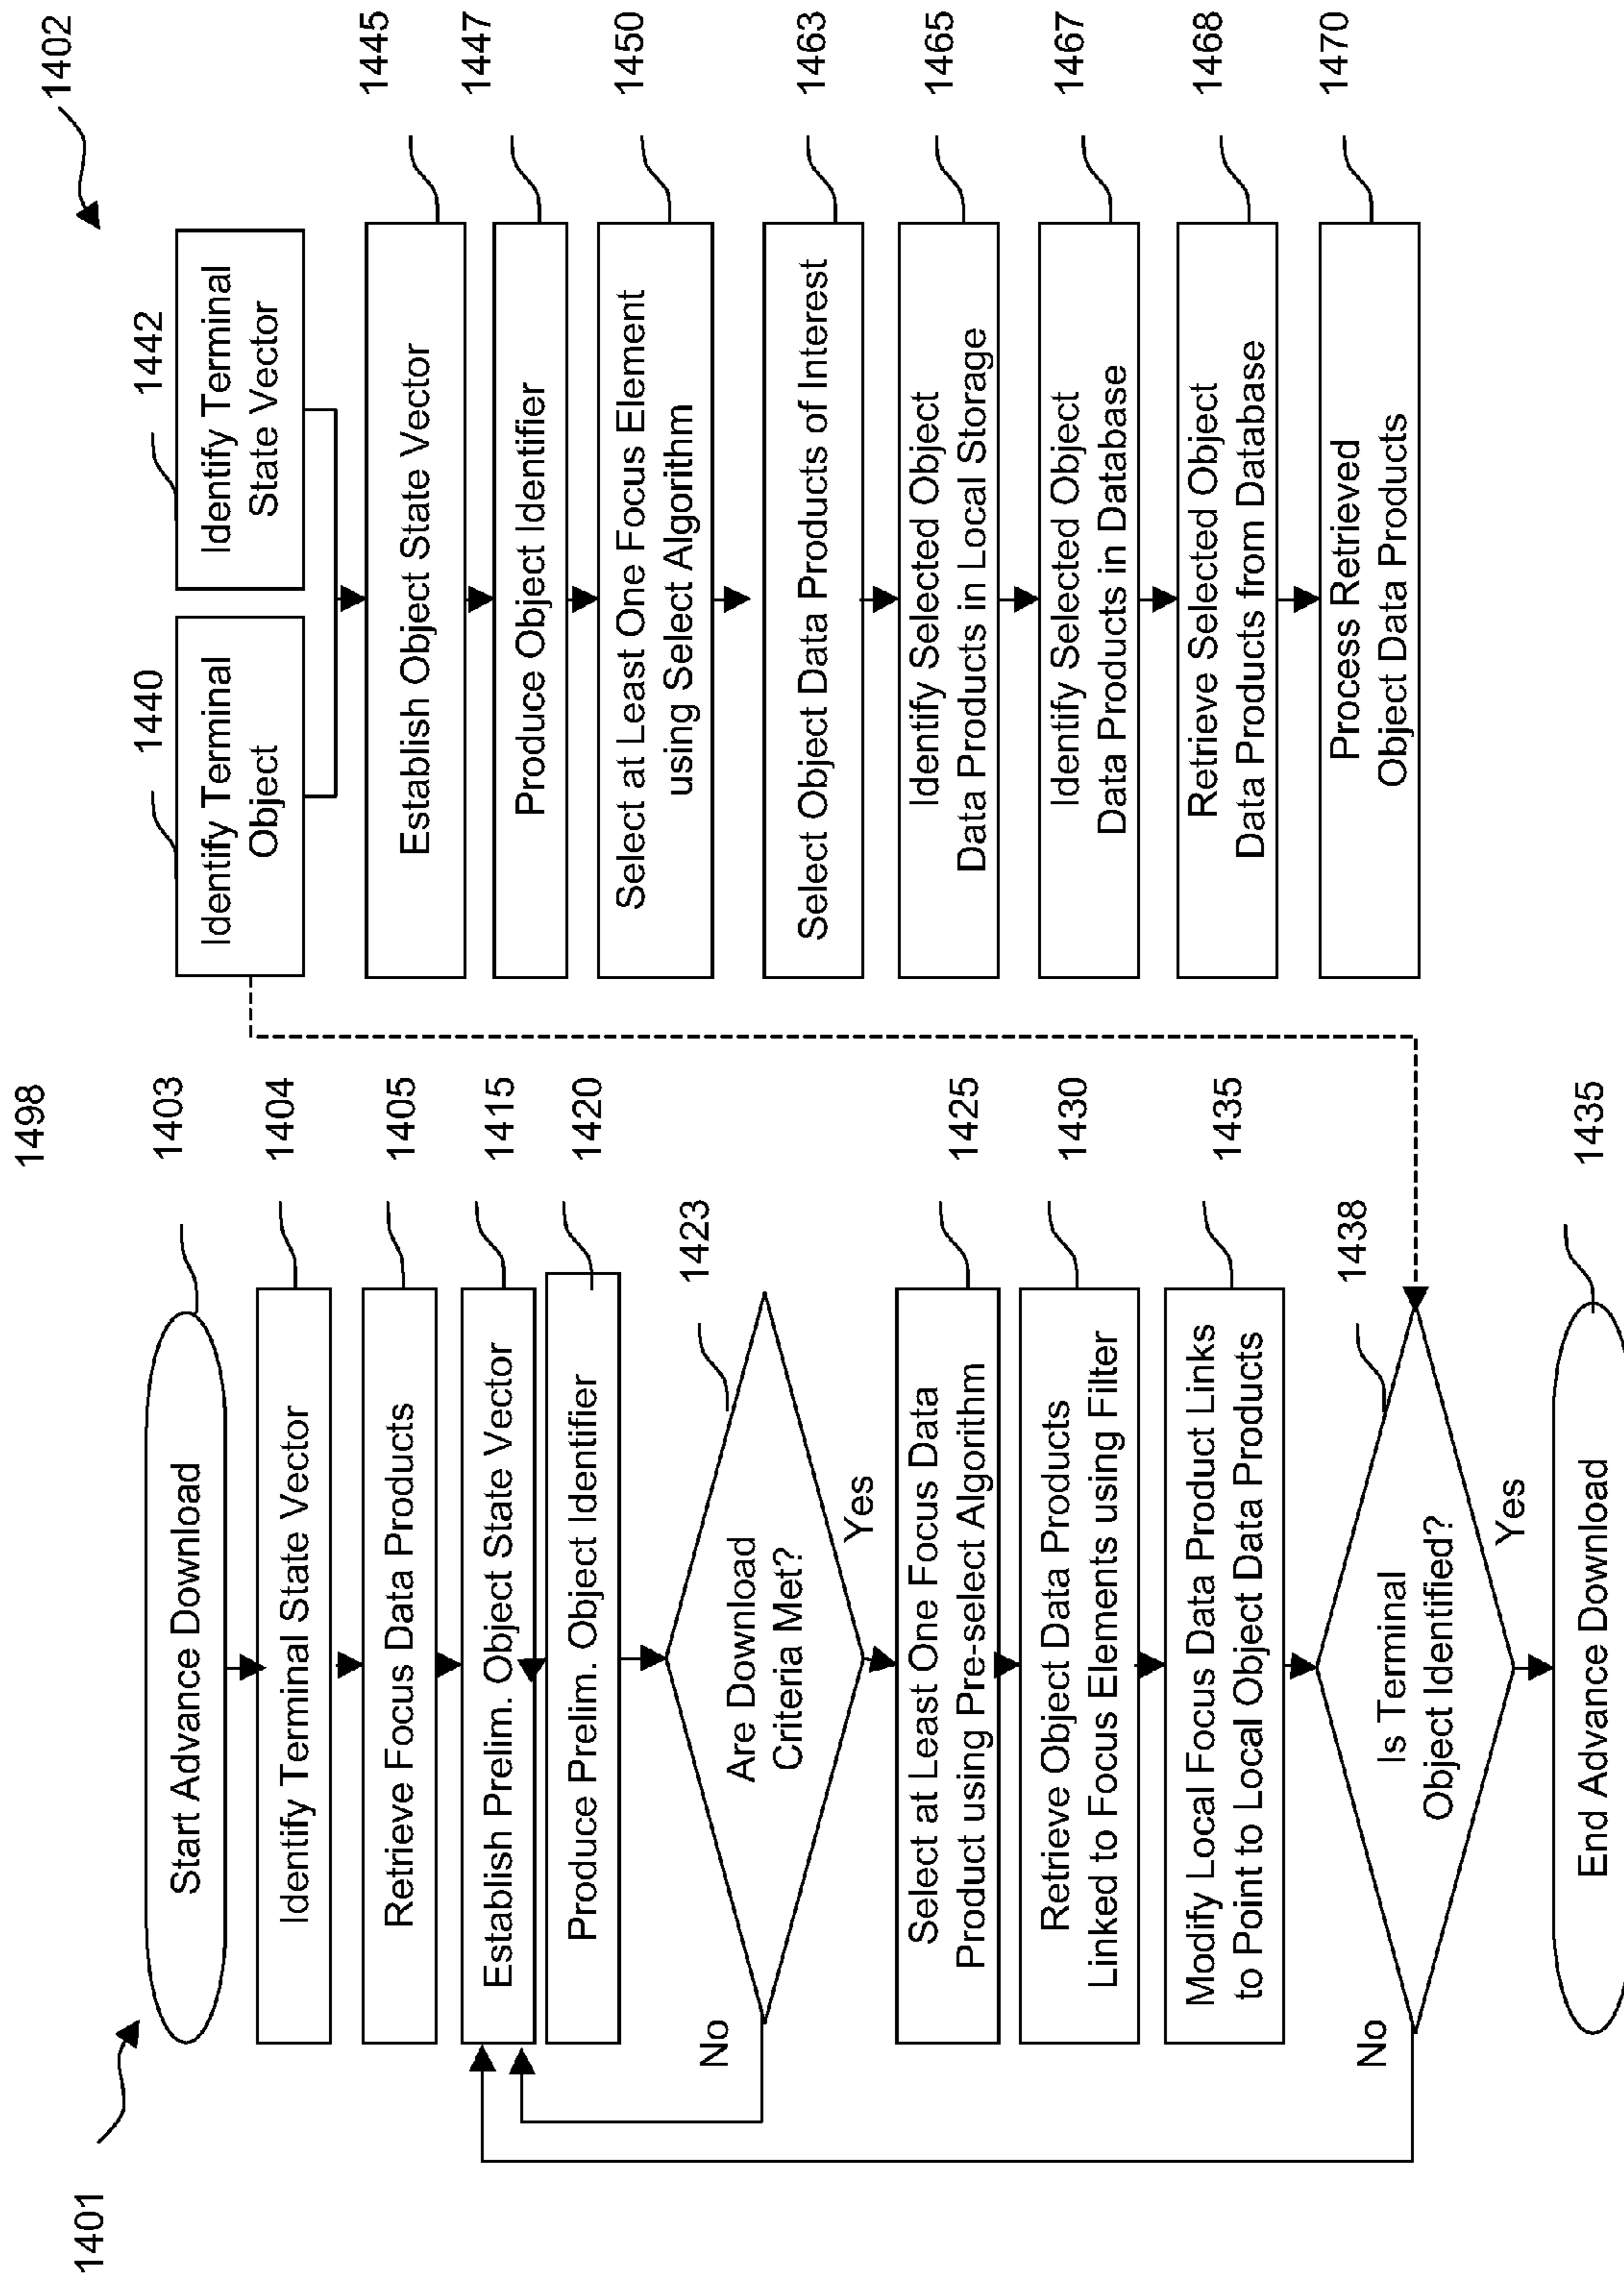 1498
1401
Start Advance Download
1403
Identify Terminal State Vector
1404
Retrieve Focus Data Products
1405
Establish Prelim. Object State Vector
1415
Produce Prelim. Object Identifier
1420
Are Download
Criteria Met?
1423
No
Yes
Select at Least One Focus Data
Product using Pre-select Algorithm
1425
Retrieve Object Data Products
Linked to Focus Elements using Filter
1430
Modify Local Focus Data Product Links
to Point to Local Object Data Products
1435
Is Terminal
Object Identified?
1438
No
Yes
End Advance Download
1435
1402
1440
Identify Terminal
Object
1442
Identify Terminal
State Vector
Establish Object State Vector
1445
Produce Object Identifier
1447
Select at Least One Focus Element
using Select Algorithm
1450
Select Object Data Products of Interest
1463
Identify Selected Object
Data Products in Local Storage
1465
Identify Selected Object
Data Products in Database
1467
Retrieve Selected Object
Data Products from Database
1468
Process Retrieved
Object Data Products
1470